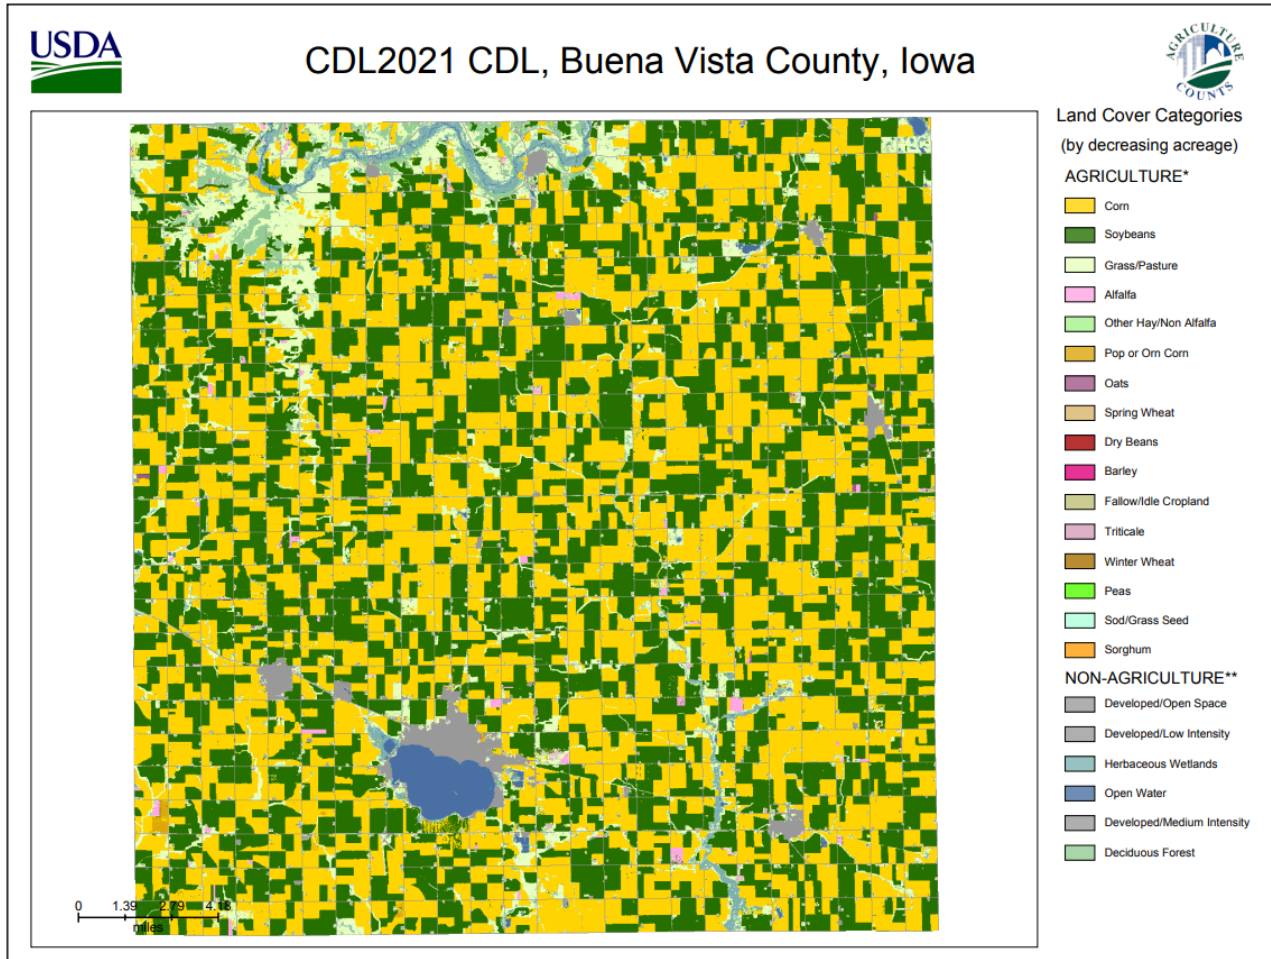 USDA
CDL2021 CDL, Buena Vista County, Iowa
AGRICULTURE
COUNTS
Land Cover Categories
(by decreasing acreage)
AGRICULTURE*
Corn
Soybeans
Grass/Pasture
Alfalfa
Other Hay/Non Alfalfa
Pop or Orn Corn
Oats
Spring Wheat
Dry Beans
Barley
Fallow/Idle Cropland
Triticale
Winter Wheat
Peas
Sod/Grass Seed
Sorghum
NON-AGRICULTURE**
Developed/Open Space
Developed/Low Intensity
Herbaceous Wetlands
Open Water
Developed/Medium Intensity
Deciduous Forest
0 1.39 2.79 4.18
miles